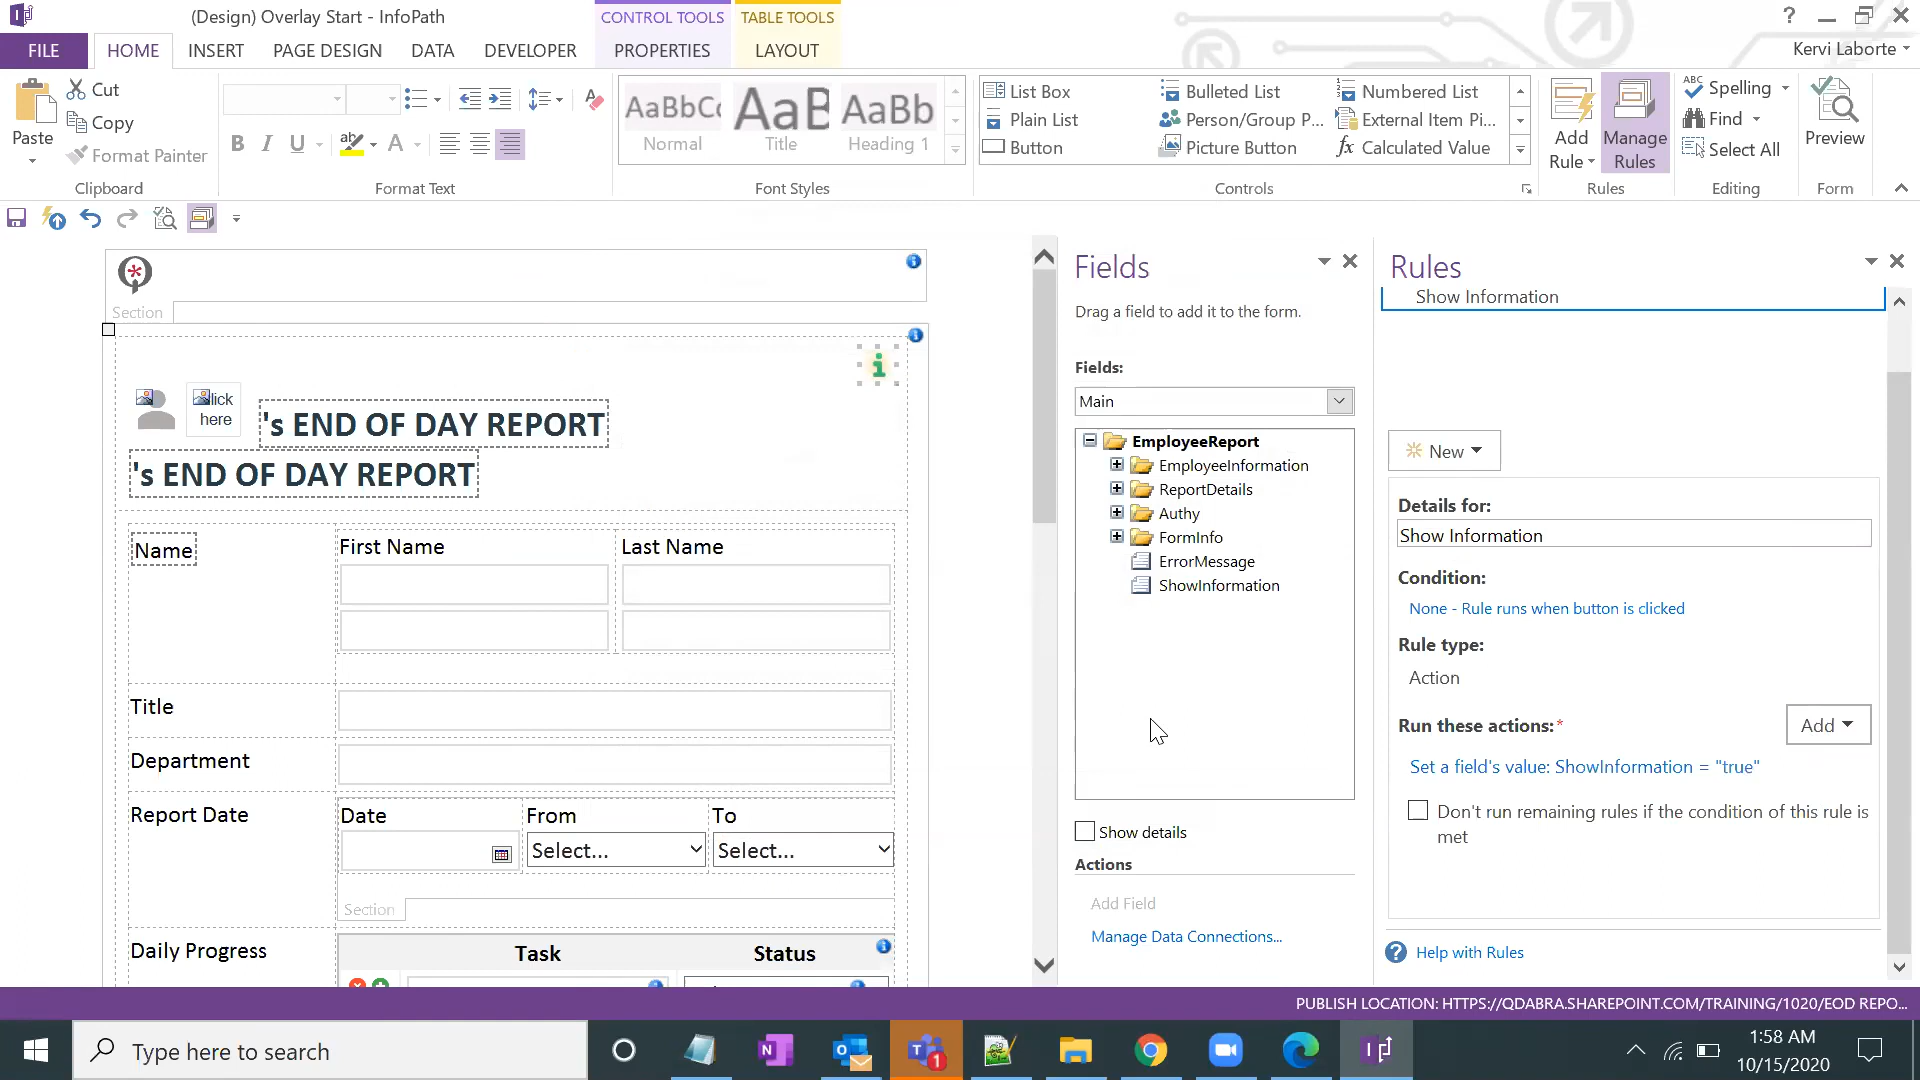 (Design) Overlay Start - InfoPath
CONTROL TOOLS
TABLE TOOLS
?
FILE
HOME
INSERT
PAGE DESIGN
DATA
DEVELOPER
PROPERTIES
LAYOUT
Kervi Laborte
Paste
Cut
Copy
Format Painter
Clipboard
B I U
ab
A
Format Text
AaBbCc
Normal
AaB
Title
AaBb
Heading 1
Font Styles
List Box
Plain List
Button
Bulleted List
Person/Group P...
Picture Button
Numbered List
External Item Pi...
fx Calculated Value
Controls
Add
Rule
Manage
Rules
Rules
ABC
Spelling
Find
Select All
Editing
Preview
Form
Section
lick
here
's END OF DAY REPORT
's END OF DAY REPORT
Name
First Name
Last Name
Title
Department
Report Date
Date
From
To
Select...
Select...
Section
Daily Progress
Task
Status
Fields
Drag a field to add it to the form.
Fields:
Main
EmployeeReport
EmployeeInformation
ReportDetails
Authy
FormInfo
ErrorMessage
ShowInformation
Show details
Actions
Add Field
Manage Data Connections...
Rules
Show Information
New
Details for:
Show Information
Condition:
None - Rule runs when button is clicked
Rule type:
Action
Run these actions:*
Add
Set a field's value: ShowInformation = "true"
Don't run remaining rules if the condition of this rule is
met
Help with Rules
PUBLISH LOCATION: HTTPS://QDABRA.SHAREPOINT.COM/TRAINING/1020/EOD REPO...
Type here to search
1
1:58 AM
10/15/2020